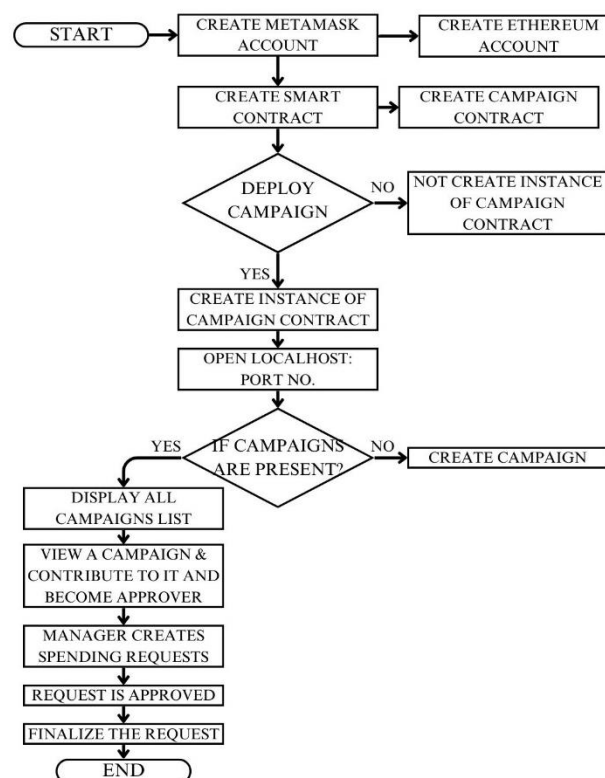 START
CREATE METAMASK
ACCOUNT
CREATE ETHEREUM
ACCOUNT
CREATE SMART
CONTRACT
CREATE CAMPAIGN
CONTRACT
DEPLOY
CAMPAIGN
NO
NOT CREATE INSTANCE
OF CAMPAIGN
CONTRACT
YES
CREATE INSTANCE OF
CAMPAIGN CONTRACT
OPEN LOCALHOST:
PORT NO.
YES
IF CAMPAIGNS
ARE PRESENT?
NO
CREATE CAMPAIGN
DISPLAY ALL
CAMPAIGNS LIST
VIEW A CAMPAIGN &
CONTRIBUTE TO IT AND
BECOME APPROVER
MANAGER CREATES
SPENDING REQUESTS
REQUEST IS APPROVED
FINALIZE THE REQUEST
END